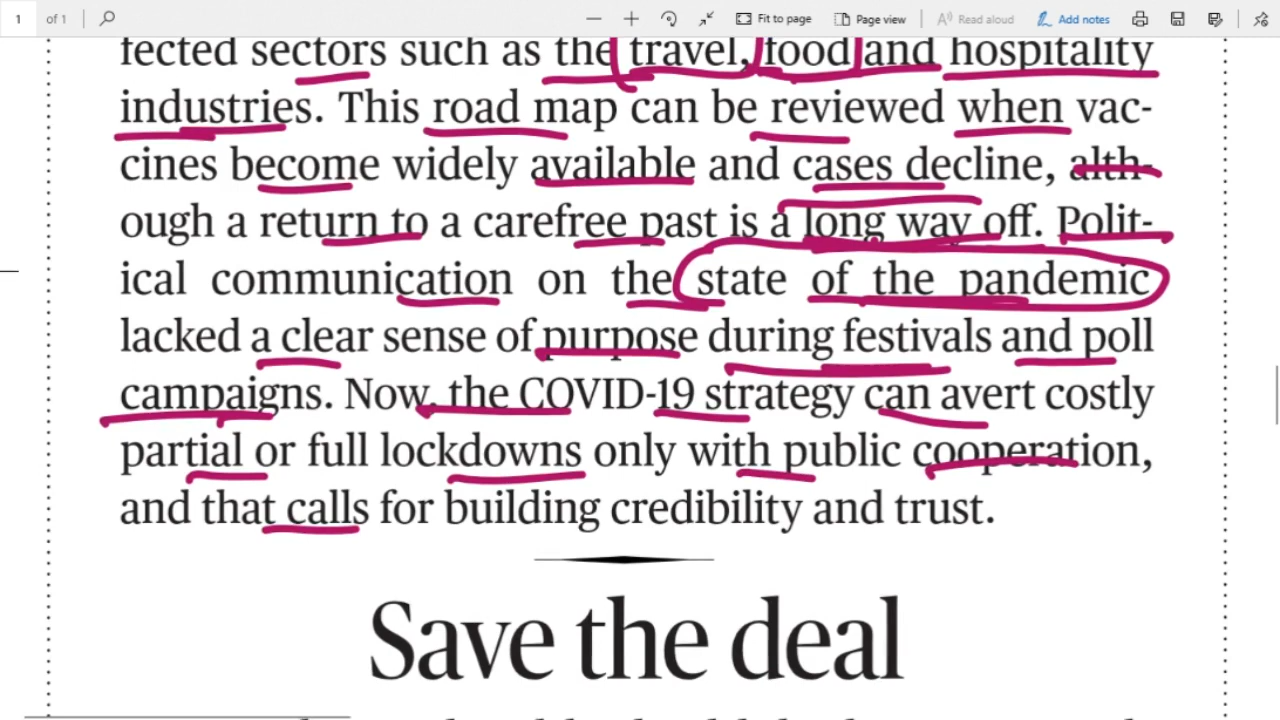 1 of 1 Fit to page Page view Read aloud Add notes
fected sectors such as the travel, food and hospitality
industries. This road map can be reviewed when vac-
cines become widely available and cases decline, alth-
ough a return to a carefree past is a long way off. Polit-
ical communication on the state of the pandemic
lacked a clear sense of purpose during festivals and poll
campaigns. Now, the COVID-19 strategy can avert costly
partial or full lockdowns only with public cooperation,
and that calls for building credibility and trust.
Save the deal